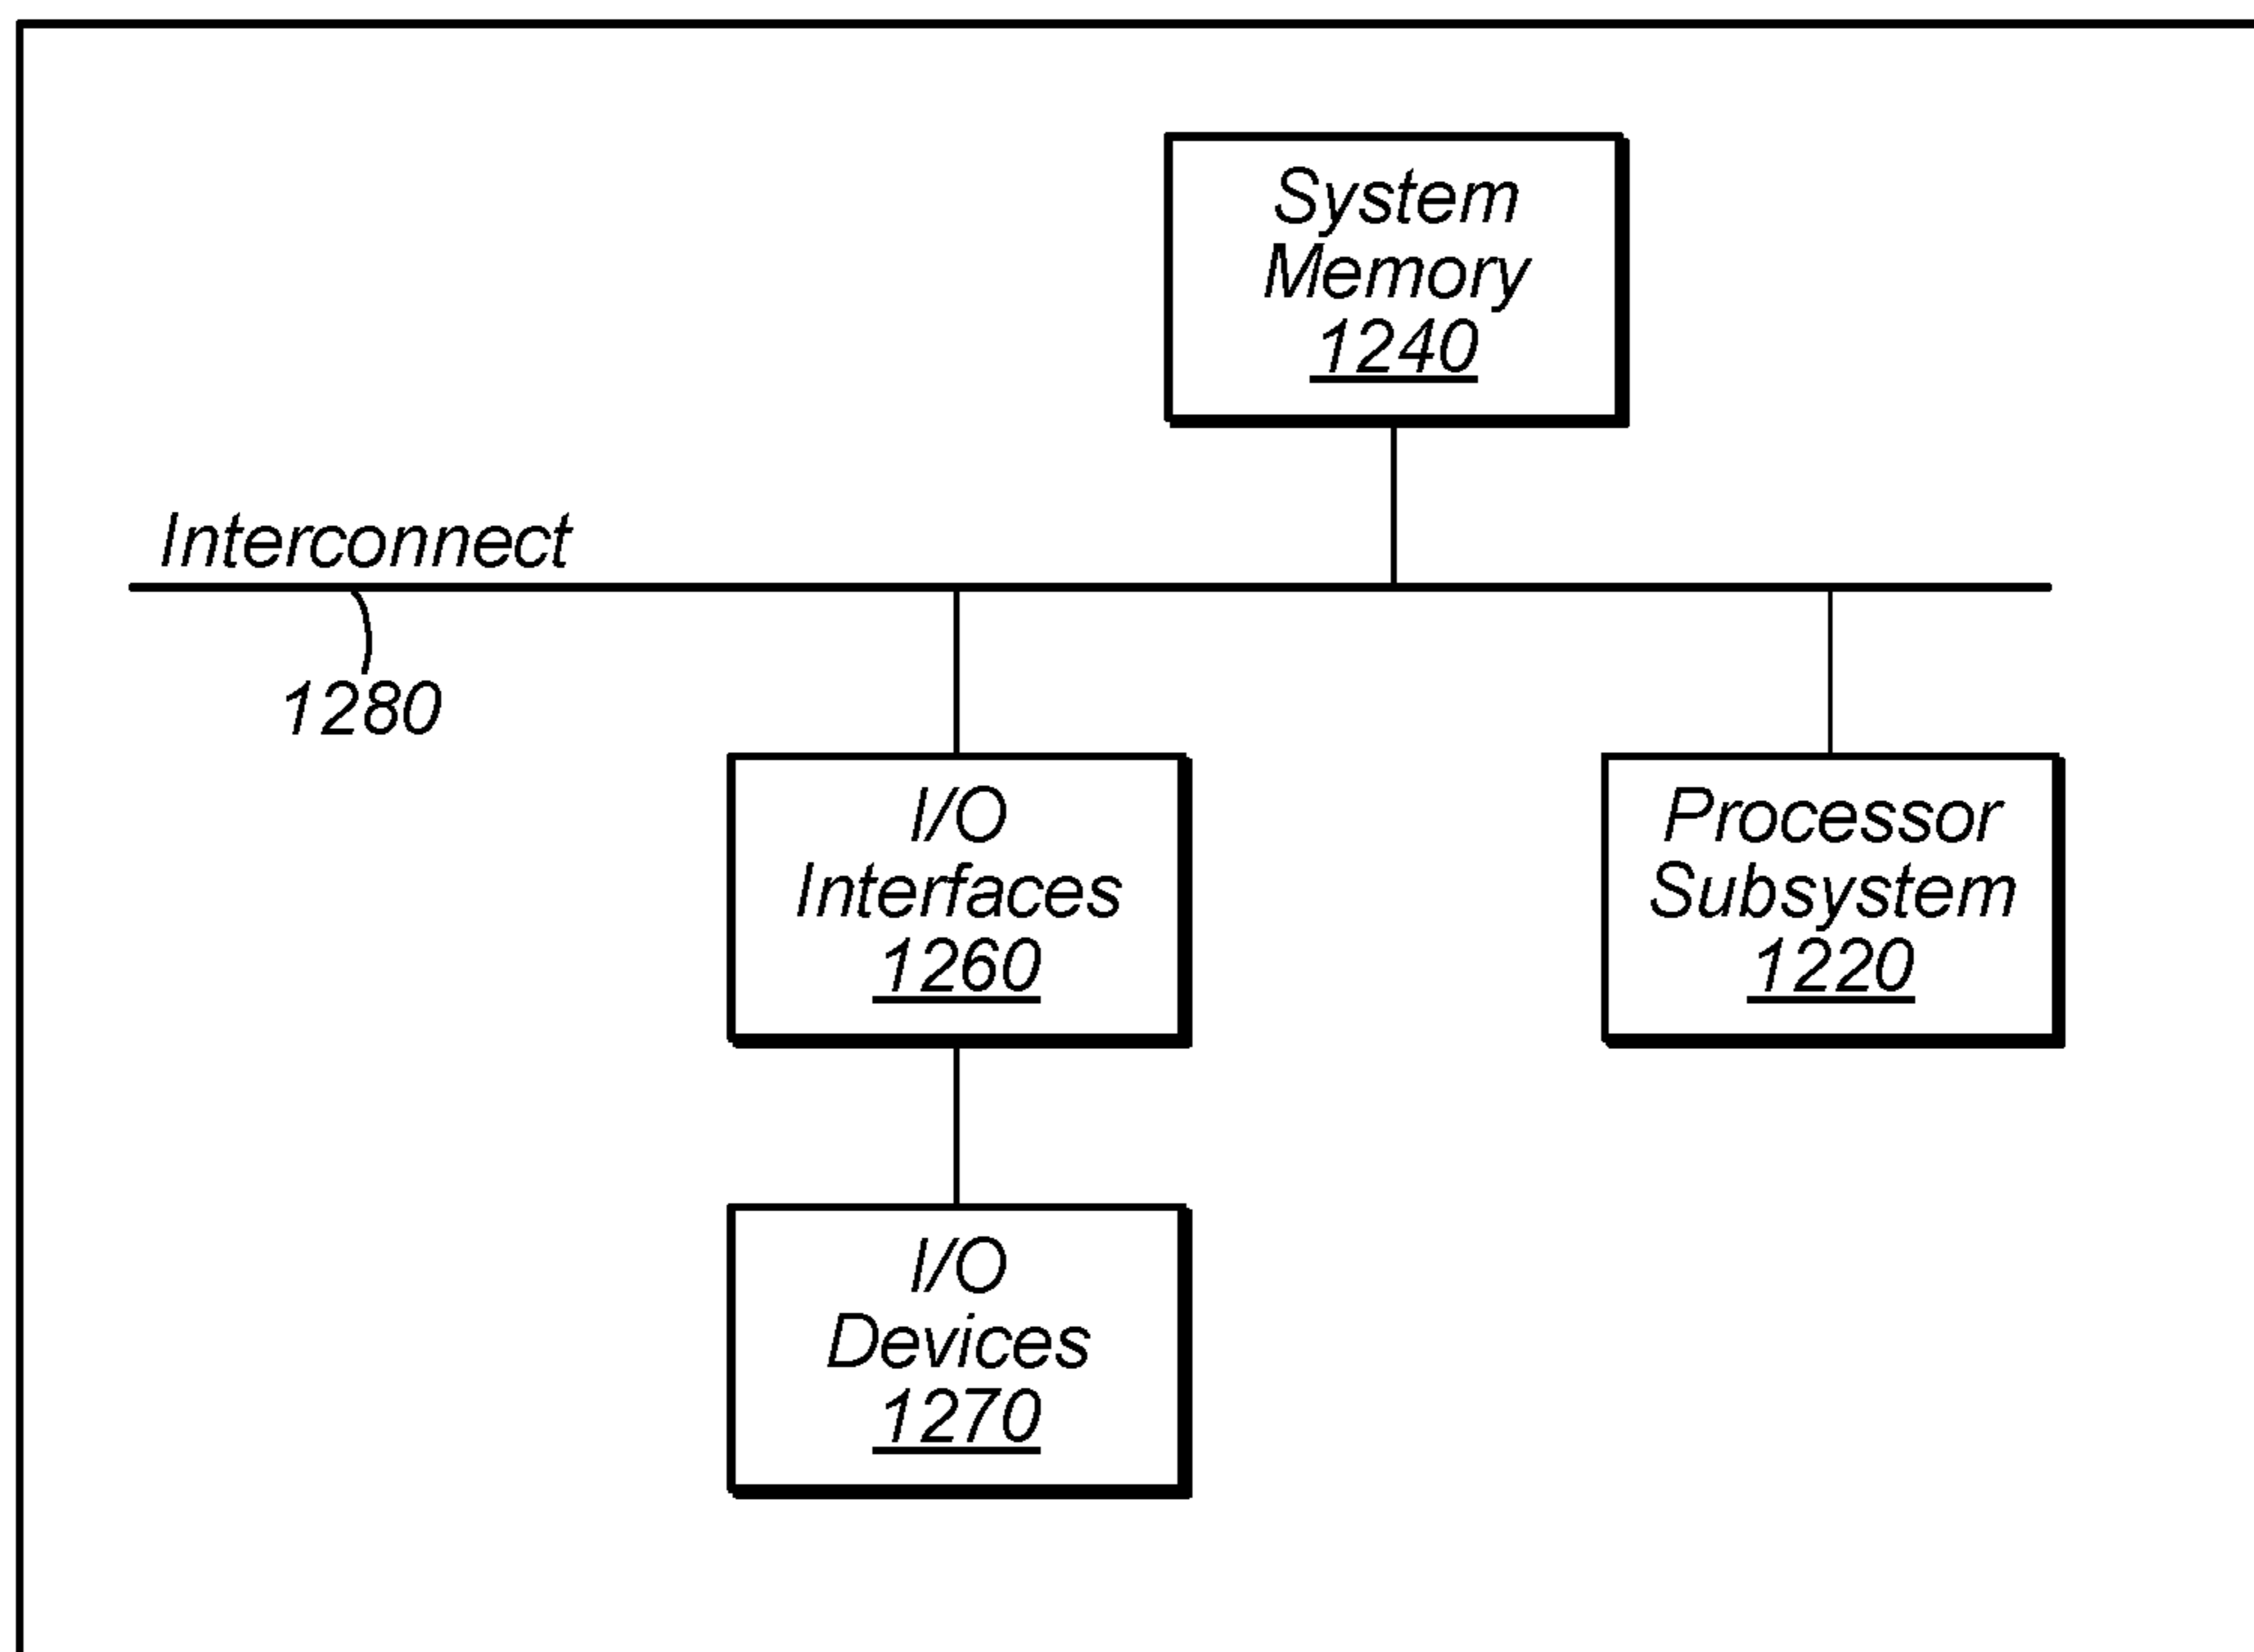 System
Memory
1240
Interconnect
1280
I/O
Interfaces
1260
Processor
Subsystem
1220
I/O
Devices
1270